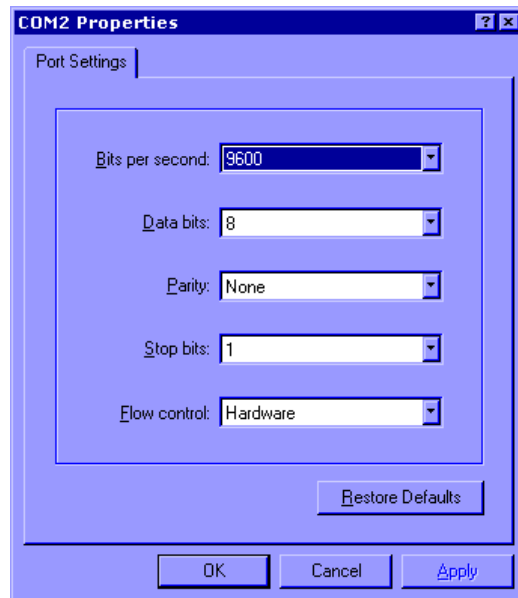 COM2 Properties
Port Settings
Bits per second: 9600
Data bits: 8
Parity: None
Stop bits: 1
Flow control: Hardware
Restore Defaults
OK Cancel Apply